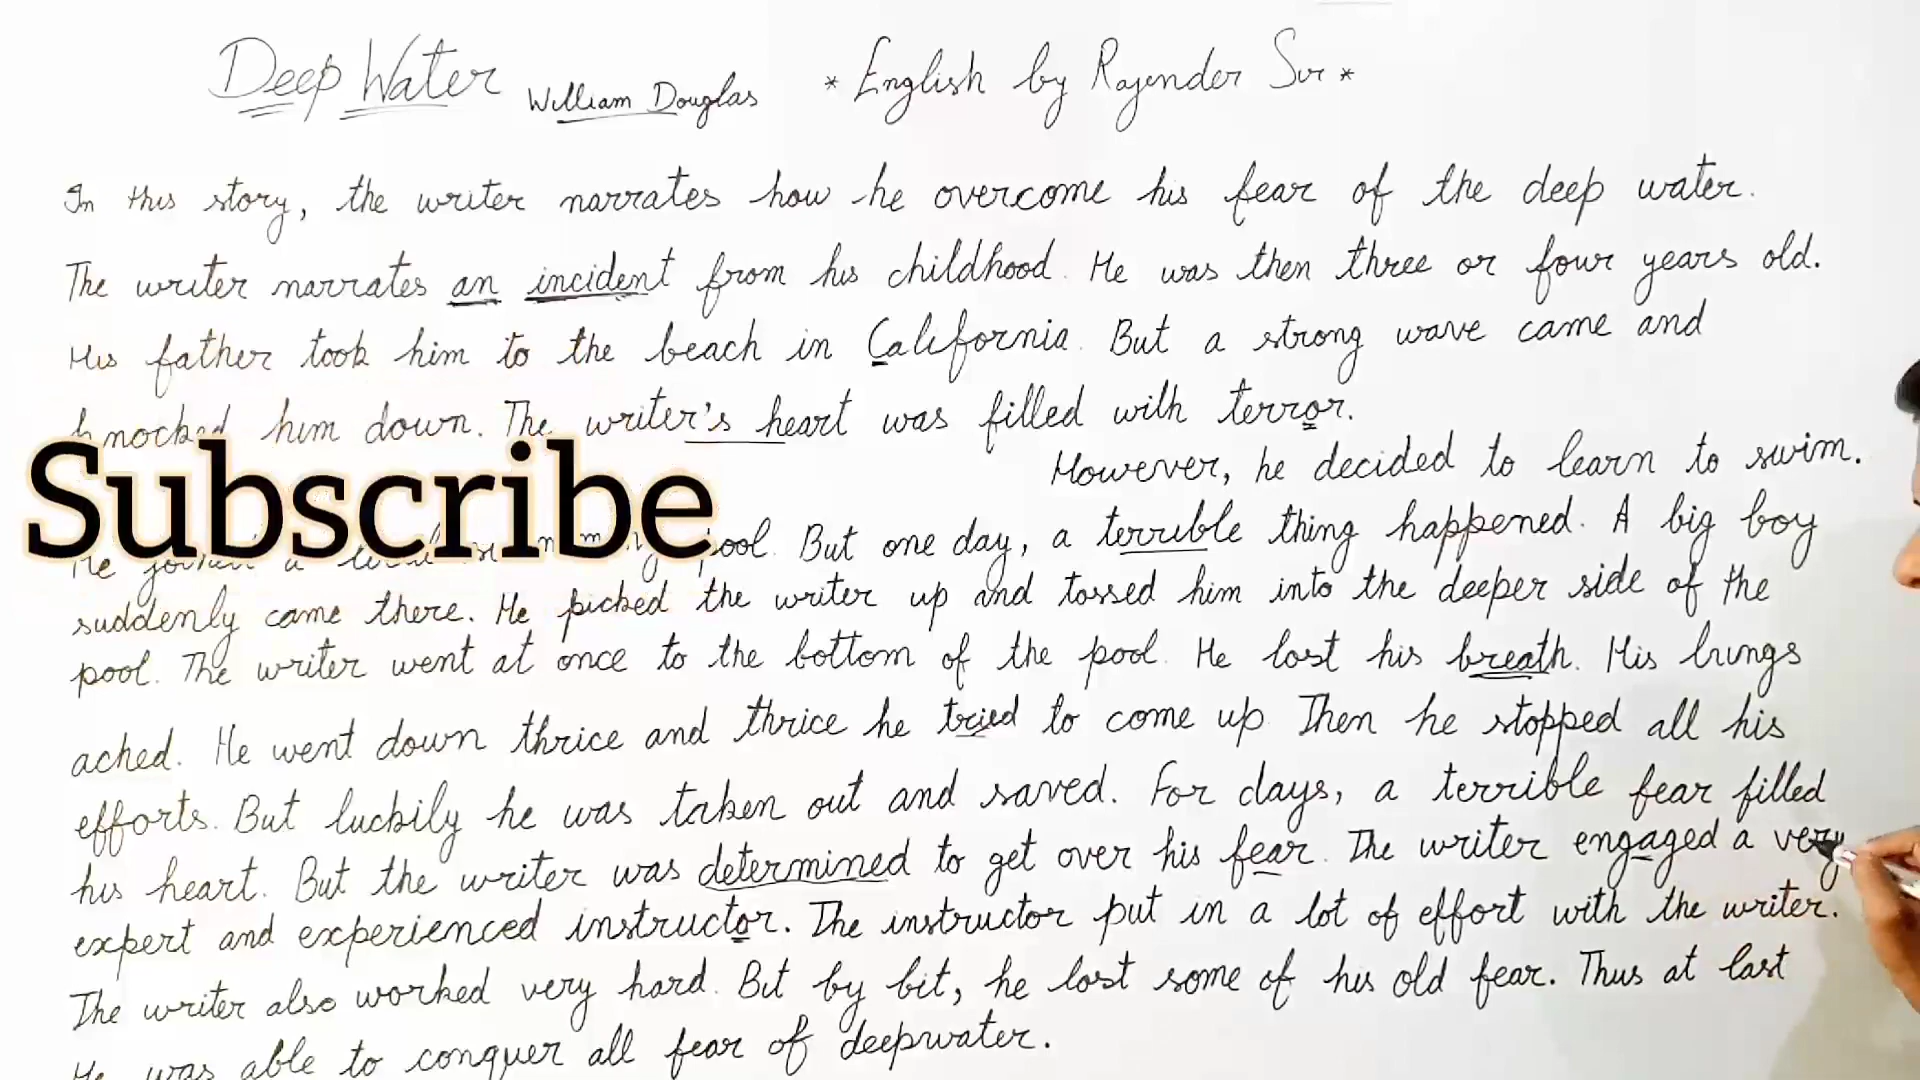 Deep Water William Douglas * English by Rajender Sir *
In this story, the writer narrates how he overcome his fear of the deep water.
The writer narrates an incident from his childhood. He was then three or four years old.
His father took him to the beach in California. But a strong wave came and
knocked him down. The writer's heart was filled with terror.
However, he decided to learn to swim.
Subscribe
He pool. But one day, a terrible thing happened. A big boy
suddenly came there. He picked the writer up and tossed him into the deeper side of the
pool. The writer went at once to the bottom of the pool. He lost his breath. His lungs
ached. He went down thrice and thrice he tried to come up. Then he stopped all his
efforts. But luckily he was taken out and saved. For days, a terrible fear filled
his heart. But the writer was determined to get over his fear. The writer engaged a very
expert and experienced instructor. The instructor put in a lot of effort with the writer.
The writer also worked very hard. Bit by bit, he lost some of his old fear. Thus at last
He was able to conquer all fear of deepwater.